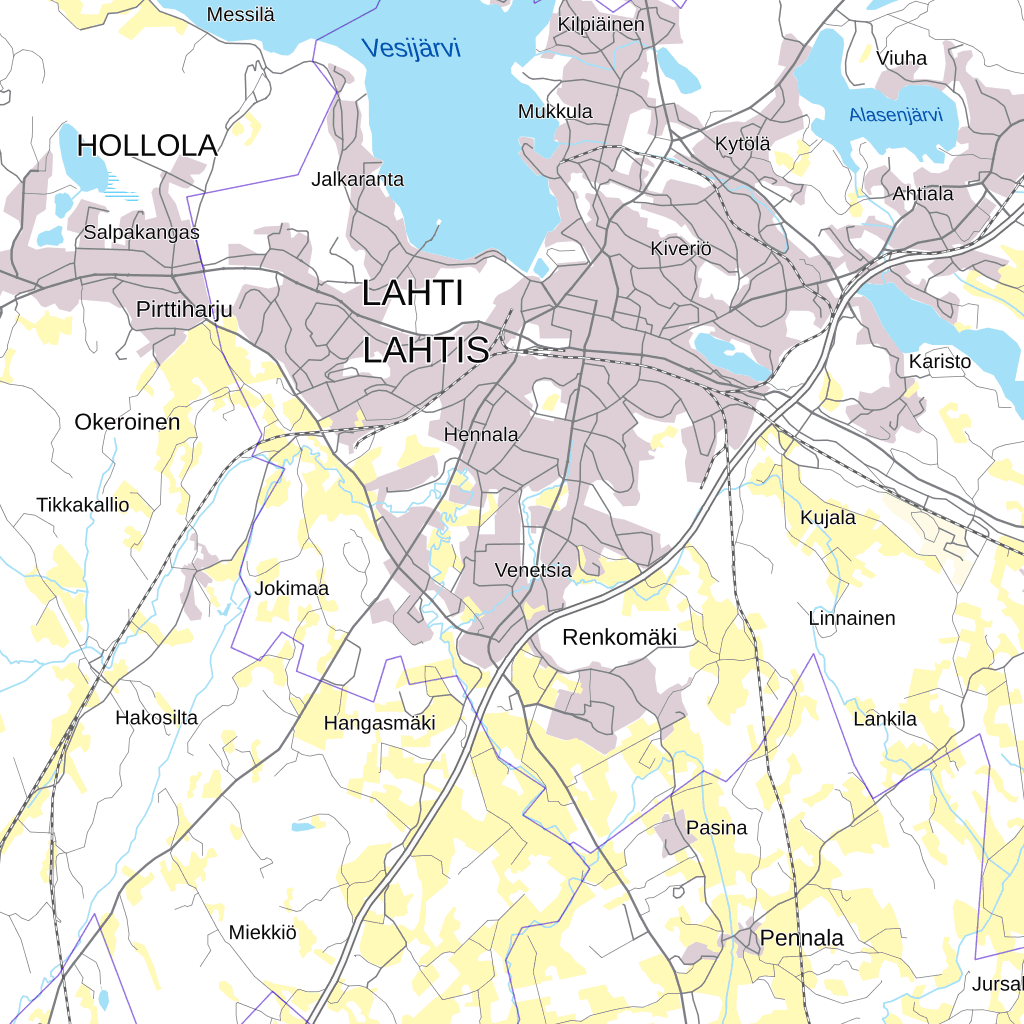 Messilä
Kilpiäinen
Vesijärvi
Viuha
Mukkula
Alasenjärvi
HOLLOLA
Kytölä
Jalkaranta
Ahtiala
Salpakangas
Kiveriö
LAHTI
Pirttiharju
LAHTIS
Karisto
Okeroinen
Hennala
Tikkakallio
Kujala
Venetsia
Jokimaa
Linnainen
Renkomäki
Hakosilta
Hangasmäki
Lankila
Pasina
Miekkiö
Pennala
Jursal